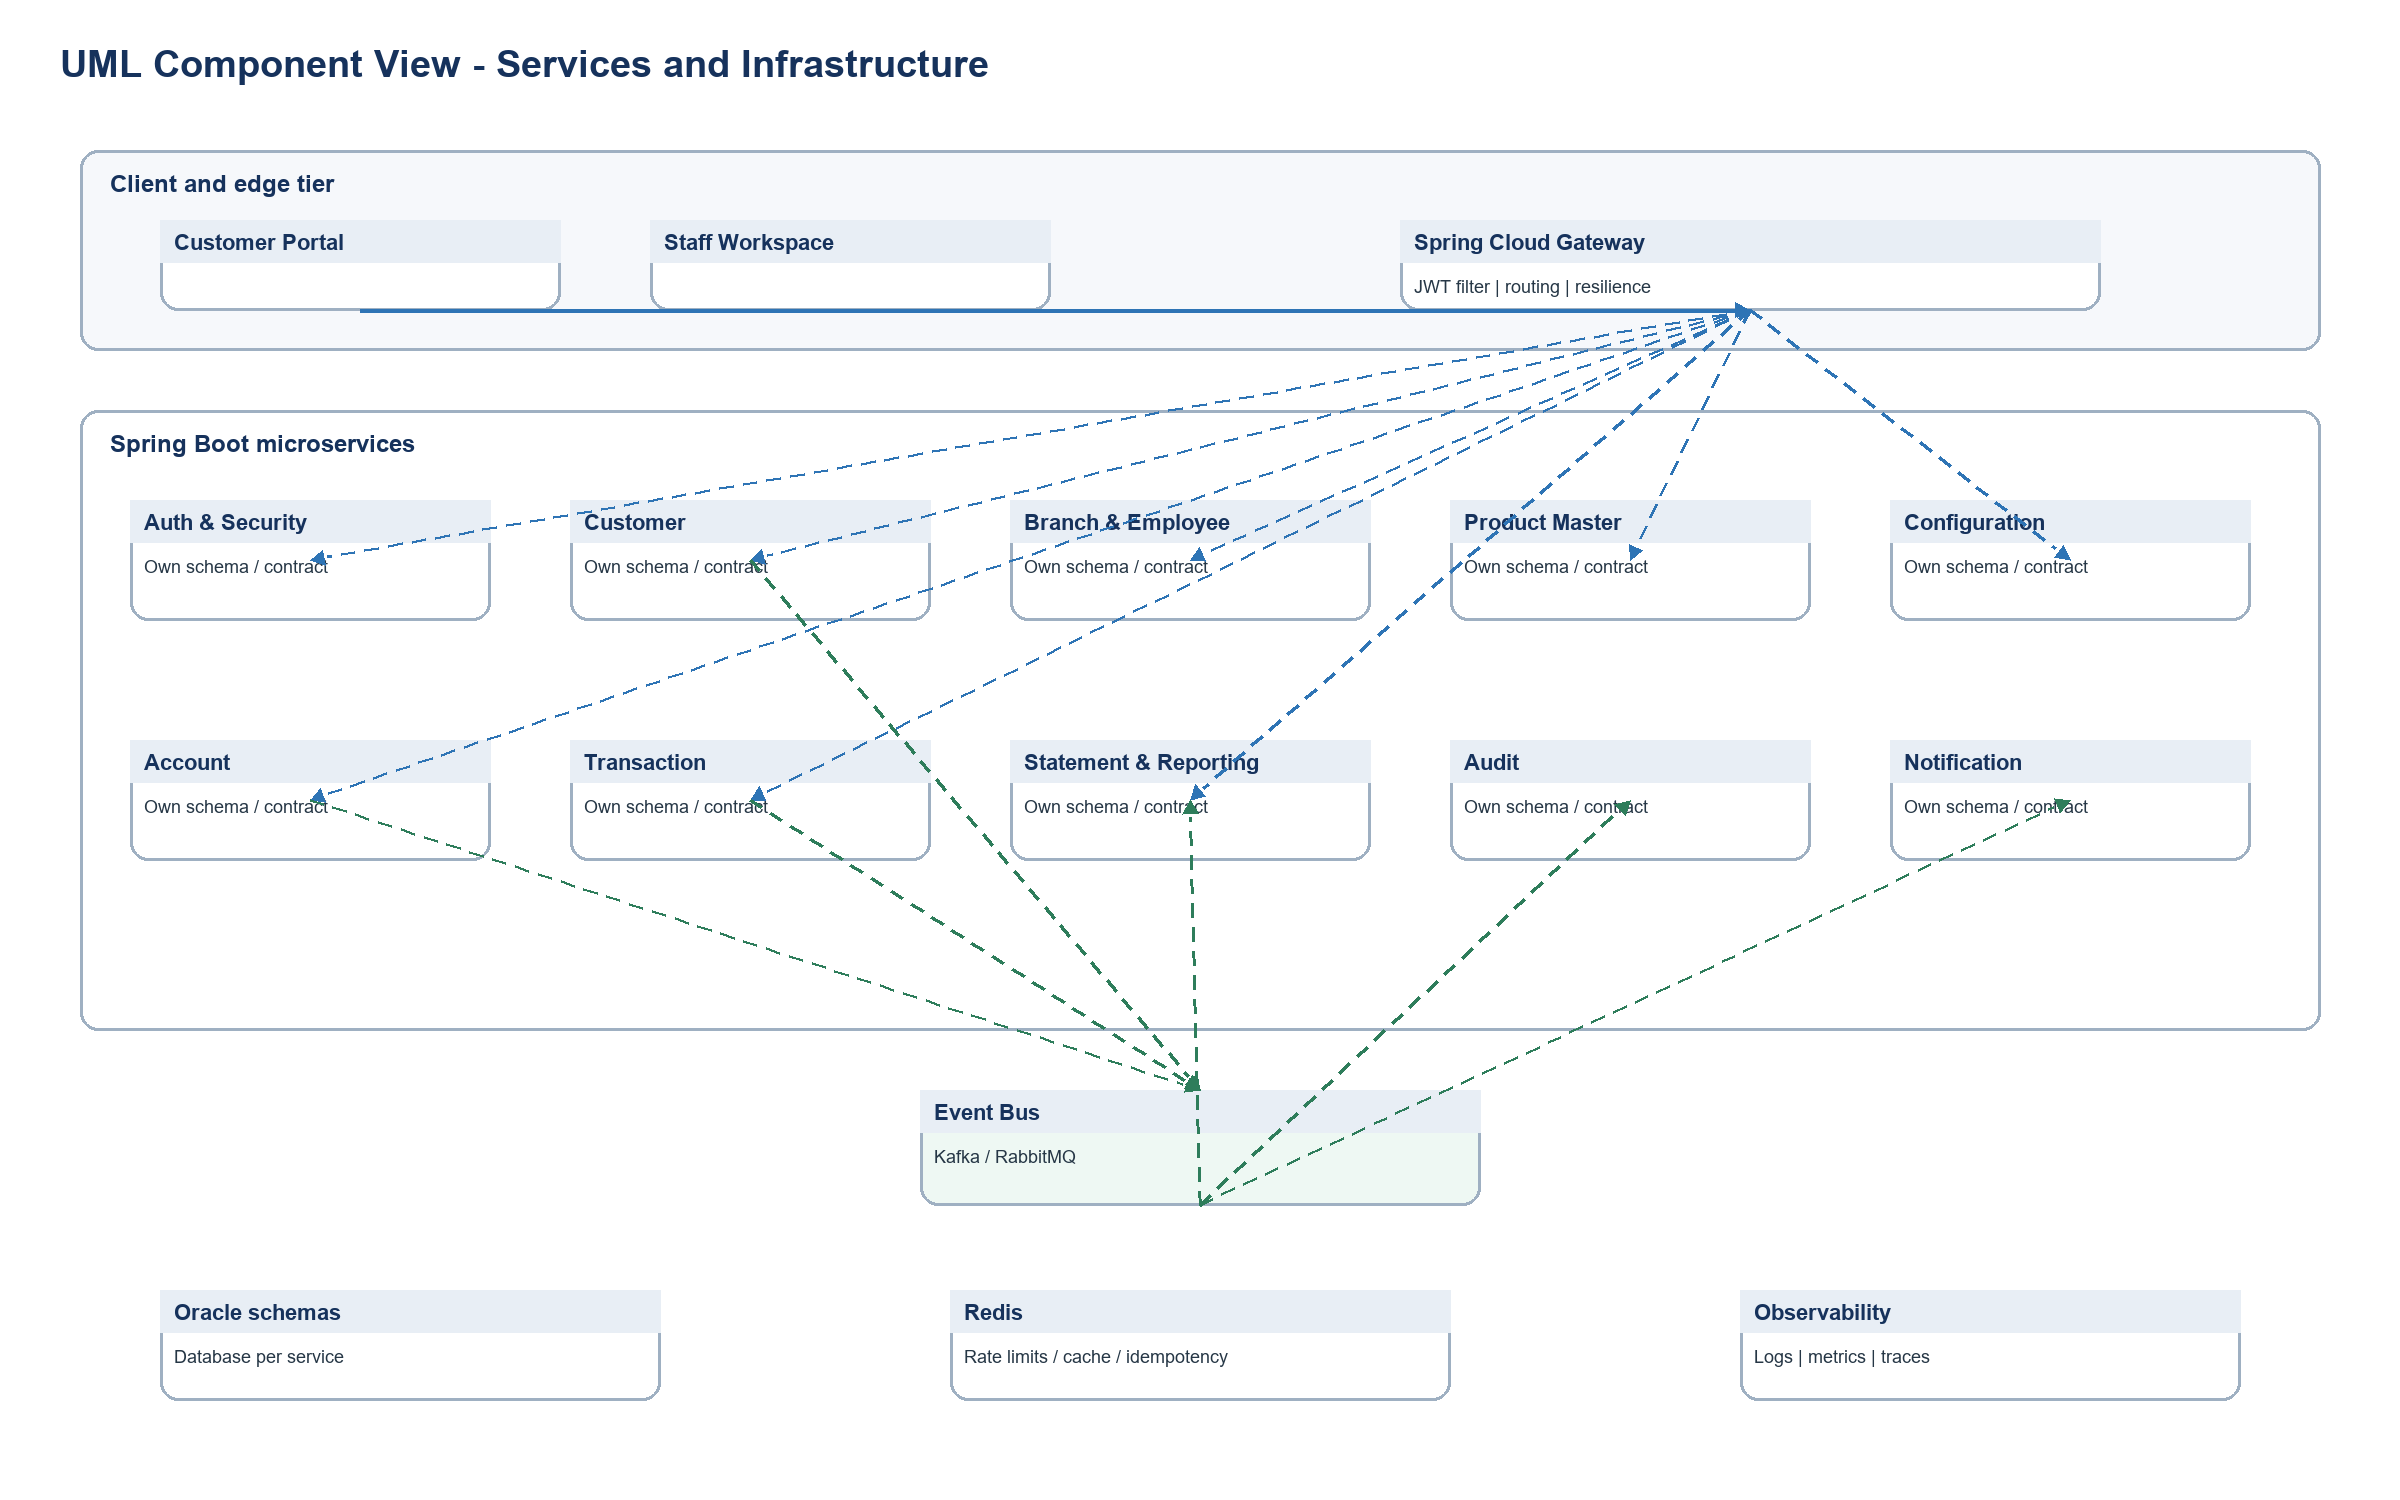 UML Component View - Services and Infrastructure
Client and edge tier
Customer Portal
Staff Workspace
Spring Cloud Gateway
JWT filter | routing | resilience
Spring Boot microservices
Auth & Security
Own schema / contract
Customer
Own schema / contract
Branch & Employee
Own schema / contract
Product Master
Own schema / contract
Configuration
Own schema / contract
Account
Own schema / contract
Transaction
Own schema / contract
Statement & Reporting
Own schema / contract
Audit
Own schema / contract
Notification
Own schema / contract
Event Bus
Kafka / RabbitMQ
Oracle schemas
Database per service
Redis
Rate limits / cache / idempotency
Observability
Logs | metrics | traces